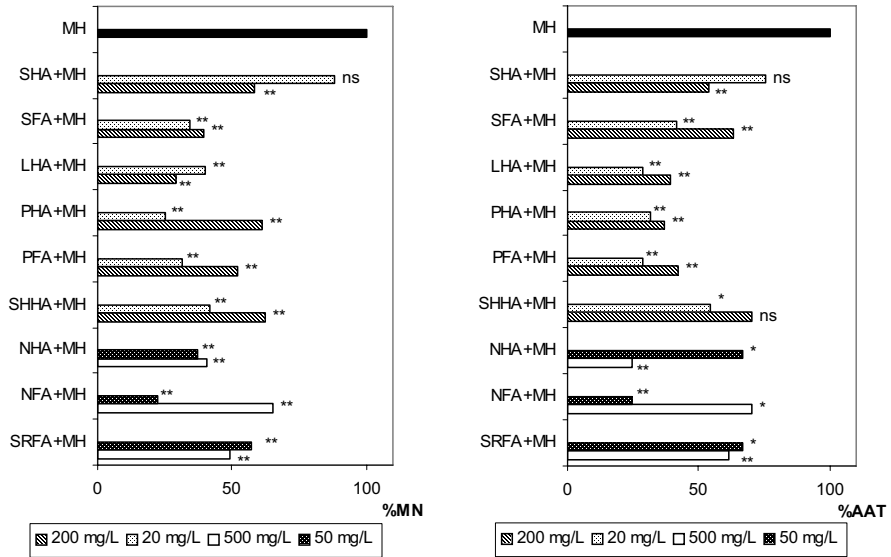 MH
SHA+MH
ns
**
SFA+MH
**
**
LHA+MH
**
**
PHA+MH
**
**
PFA+MH
**
**
SHHA+MH
**
**
NHA+MH
**
**
NFA+MH
**
**
SRFA+MH
**
**
0
50
100
%MN
200 mg/L 20 mg/L 500 mg/L 50 mg/L
MH
SHA+MH
ns
**
SFA+MH
**
**
LHA+MH
**
**
PHA+MH
**
**
PFA+MH
**
**
SHHA+MH
*
ns
NHA+MH
*
**
NFA+MH
**
*
SRFA+MH
*
**
0
50
100
%AAT
200 mg/L 20 mg/L 500 mg/L 50 mg/L